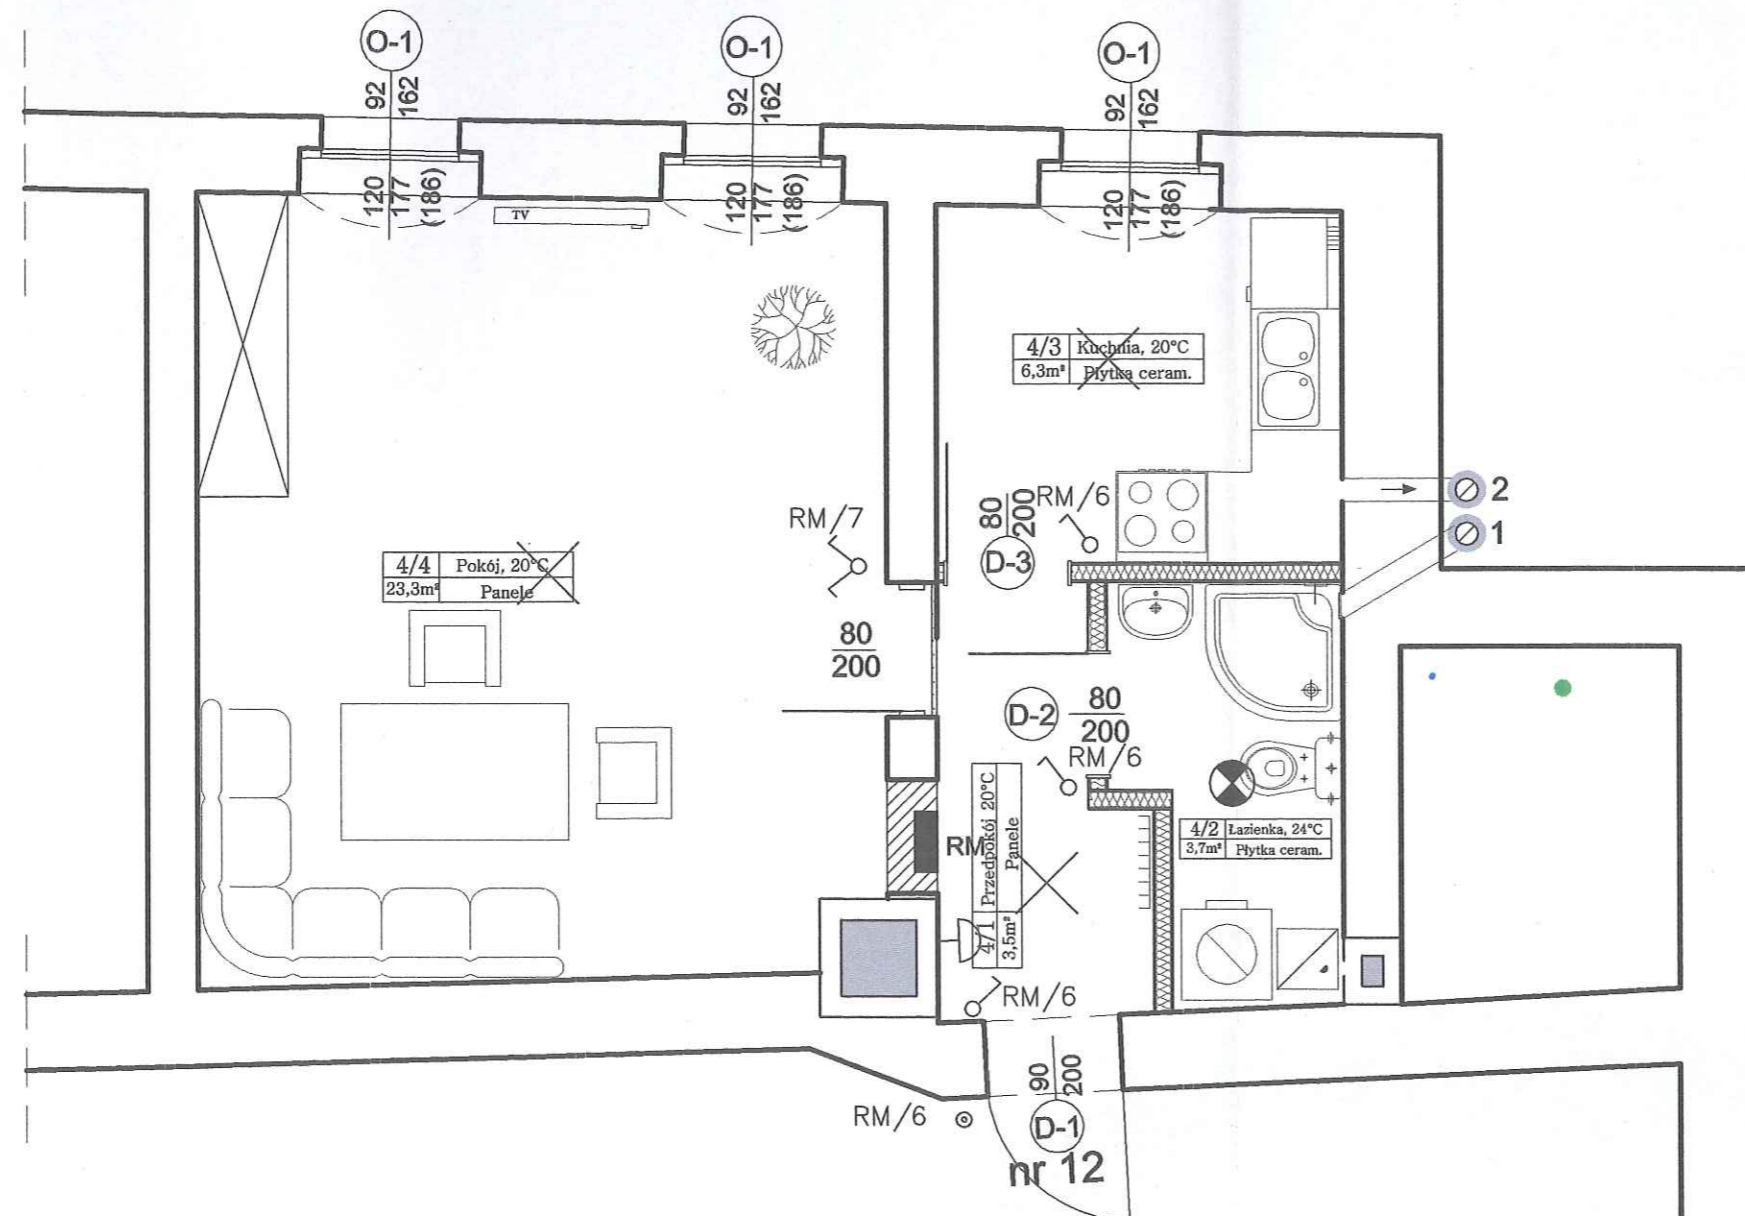 O-1
O-1
O-1
92
162
92
162
92
162
120
177
(186)
120
177
(186)
120
177
(186)
TV
4/3 Kuchnia, 20°C
6,3m² Płytka ceram.
RM/7
80
200
RM/6
D-3
2
1
4/4 Pokój, 20°C
23,3m² Panele
80
200
D-2
80
200
RM/6
4/1 Przedpokój 20°C
3,5m² Panele
RM
4/2 Łazienka, 24°C
3,7m² Płytka ceram.
RM/6
90
200
RM/6
D-1
nr 12